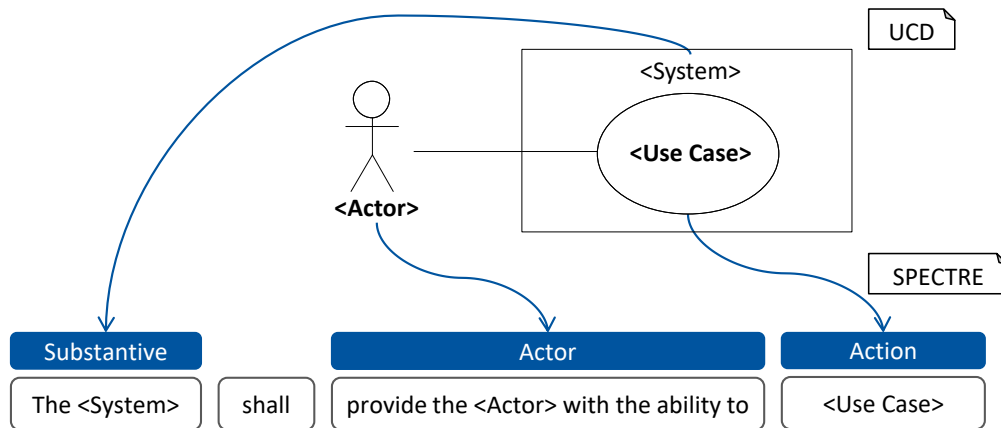 UCD
<System>
<Use Case>
<Actor>
SPECTRE
Substantive
Actor
Action
The <System>
shall
provide the <Actor> with the ability to
<Use Case>